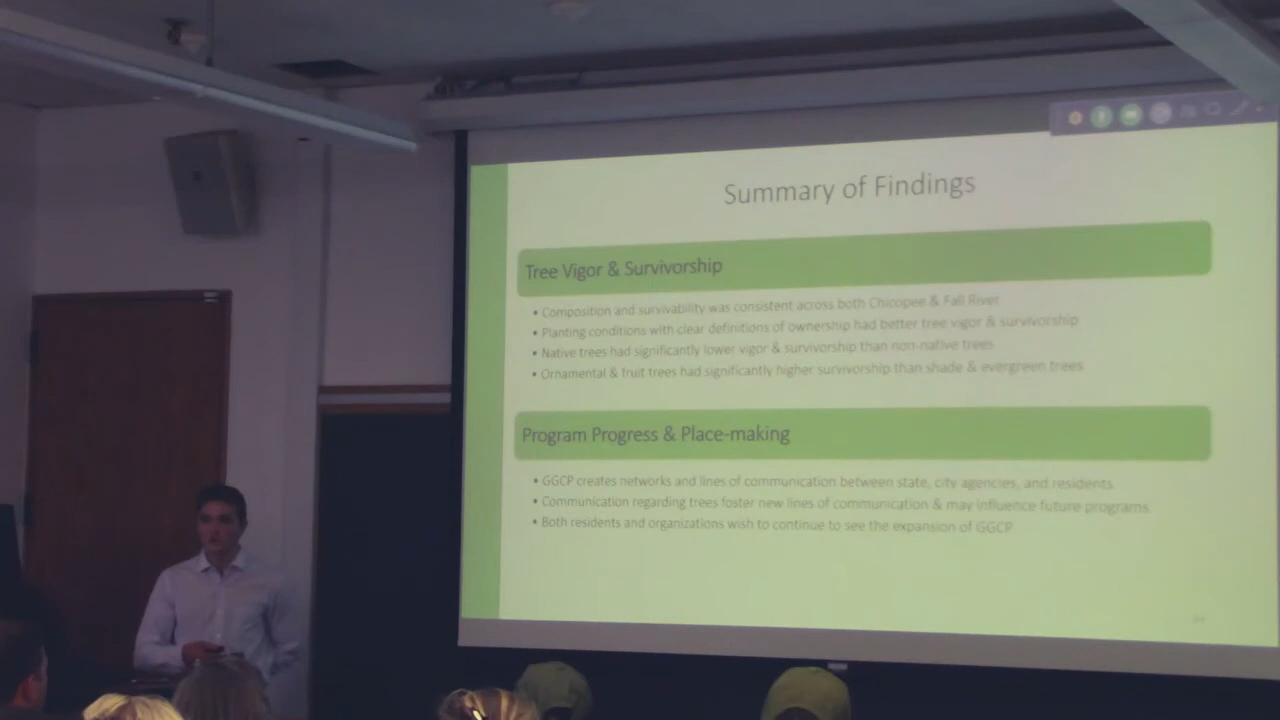 Summary of Findings
Tree Vigor & Survivorship
• Composition and survivability was consistent across both Chicopee & Fall River
• Planting conditions with clear definitions of ownership had better tree vigor & survivorship
• Native trees had significantly lower vigor & survivorship than non-native trees
• Ornamental & fruit trees had significantly higher survivorship than shade & evergreen trees
Program Progress & Place-making
• GGCP creates networks and lines of communication between state, city agencies, and residents.
• Communication regarding trees foster new lines of communication & may influence future programs.
• Both residents and organizations wish to continue to see the expansion of GGCP